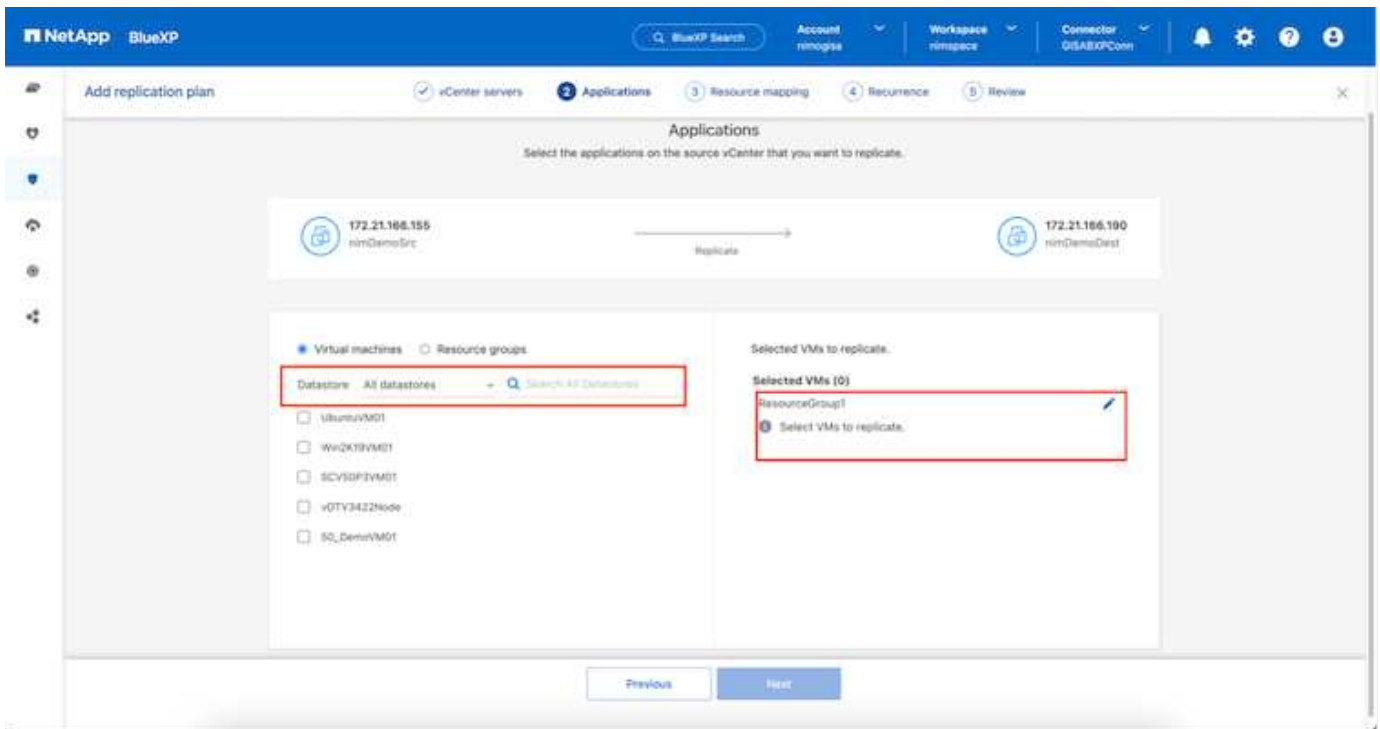 NetApp BlueXP BlueXP Search Account Workspace Connector
nimogisa nimspace GISABXPConn
Add replication plan vCenter servers 2 Applications 3 Resource mapping 4 Recurrence 5 Review
Applications
Select the applications on the source vCenter that you want to replicate.
172.21.166.155
nimDemoSrc
Replicate
172.21.166.190
nimDemoDest
Virtual machines Resource groups
Datastore All datastores Search All Datastores
UbuntuVM01
Win2K19VM01
vOTV3422Node
50_DemoVM01
Selected VMs to replicate.
Selected VMs (0)
ResourceGroup1
Select VMs to replicate.
Previous Next